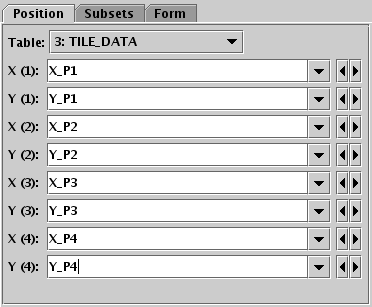 Position Subsets Form
Table: 3: TILE_DATA
X (1): X_P1
Y (1): Y_P1
X (2): X_P2
Y (2): Y_P2
X (3): X_P3
Y (3): Y_P3
X (4): X_P4
Y (4): Y_P4